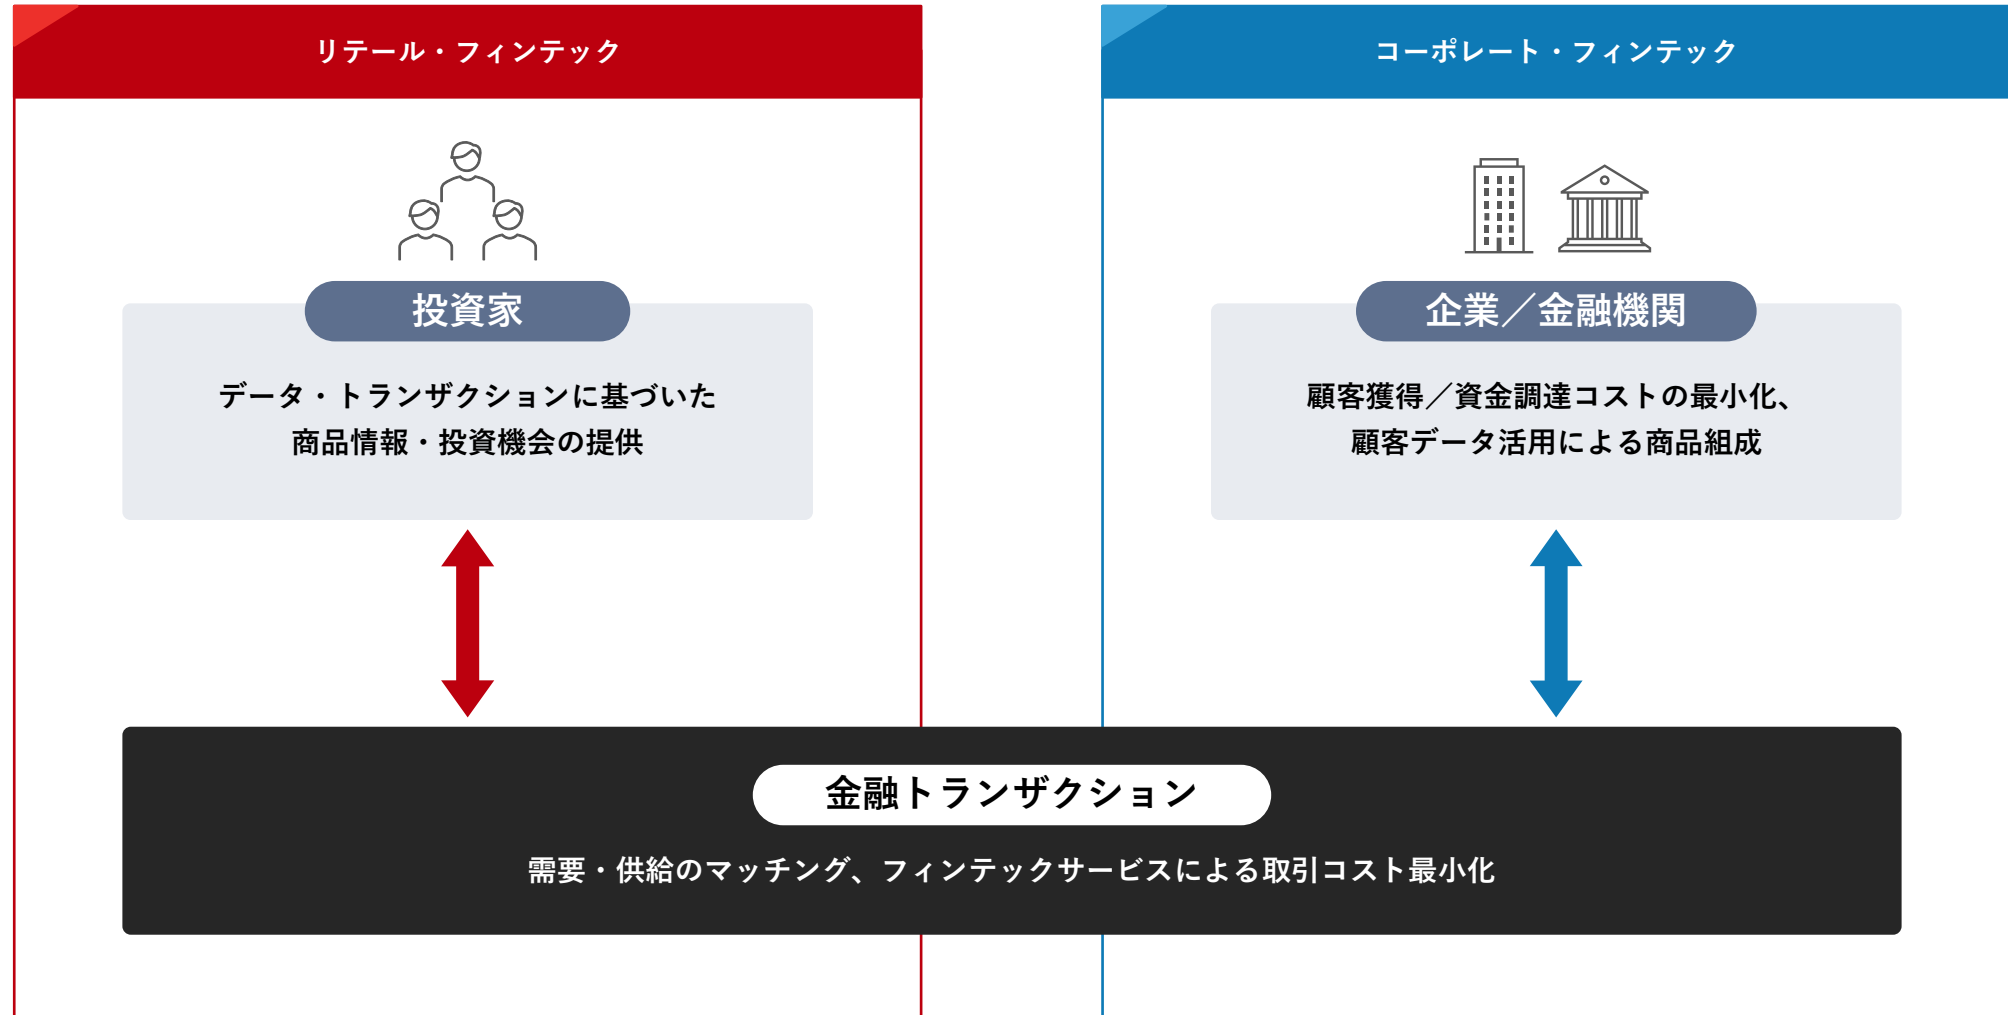 リテール・フィンテック
投資家
データ・トランザクションに基づいた
商品情報・投資機会の提供
コーポレート・フィンテック
企業／金融機関
顧客獲得／資金調達コストの最小化、
顧客データ活用による商品組成
金融トランザクション
需要・供給のマッチング、フィンテックサービスによる取引コスト最小化